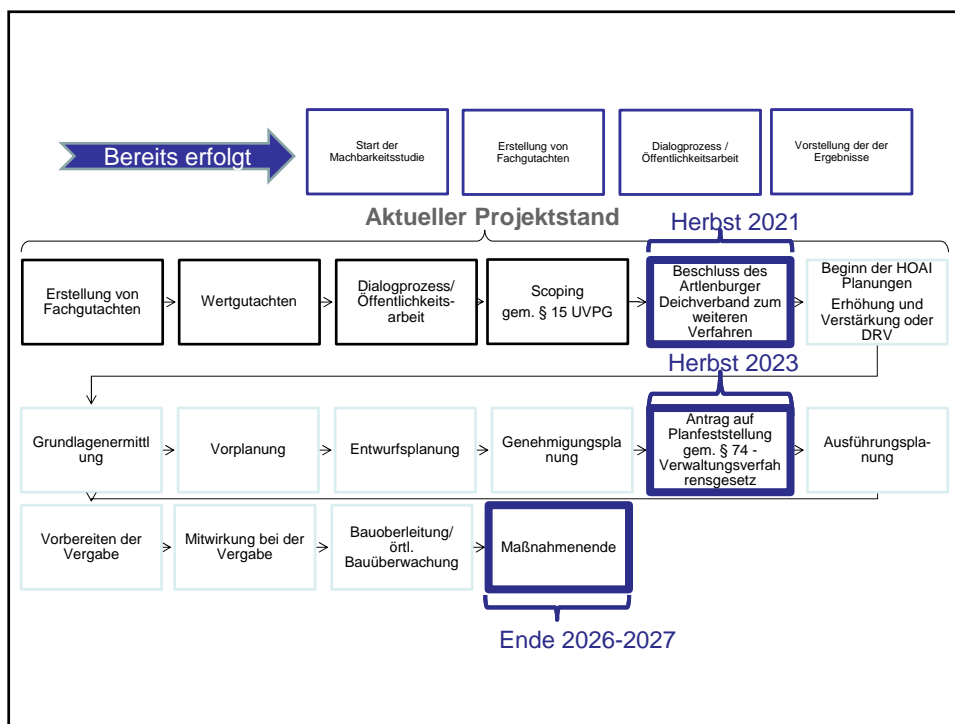 Bereits erfolgt
Start der
Machbarkeitsstudie
Erstellung von
Fachgutachten
Dialogprozess /
Öffentlichkeitsarbeit
Vorstellung der der
Ergebnisse
Aktueller Projektstand
Herbst 2021
Erstellung von
Fachgutachten
Wertgutachten
Dialogprozess/
Öffentlichkeits-
arbeit
Scoping
gem. § 15 UVPG
Beschluss des
Artlenburger
Deichverband zum
weiteren
Verfahren
Beginn der HOAI
Planungen
Erhöhung und
Verstärkung oder
DRV
Herbst 2023
Grundlagenermittl
ung
Vorplanung
Entwurfsplanung
Genehmigungspla
nung
Antrag auf
Planfeststellung
gem. § 74 -
Verwaltungsverfah
rensgesetz
Ausführungspla-
nung
Vorbereiten der
Vergabe
Mitwirkung bei der
Vergabe
Bauoberleitung/
örtl.
Bauüberwachung
Maßnahmenende
Ende 2026-2027